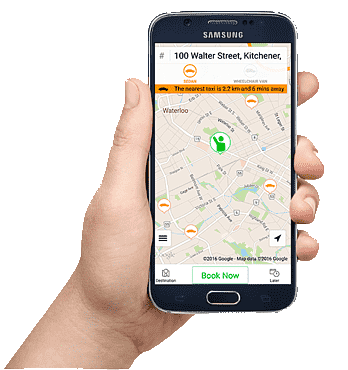 SAMSUNG
# 100 Walter Street, Kitchener,
SEDAN WHEELCHAIR VAN
The nearest taxi is 2.2 km and 6 mins away
Waterloo
Google
©2016 Google - Map data ©2016 Google
Destination
Book Now
Later